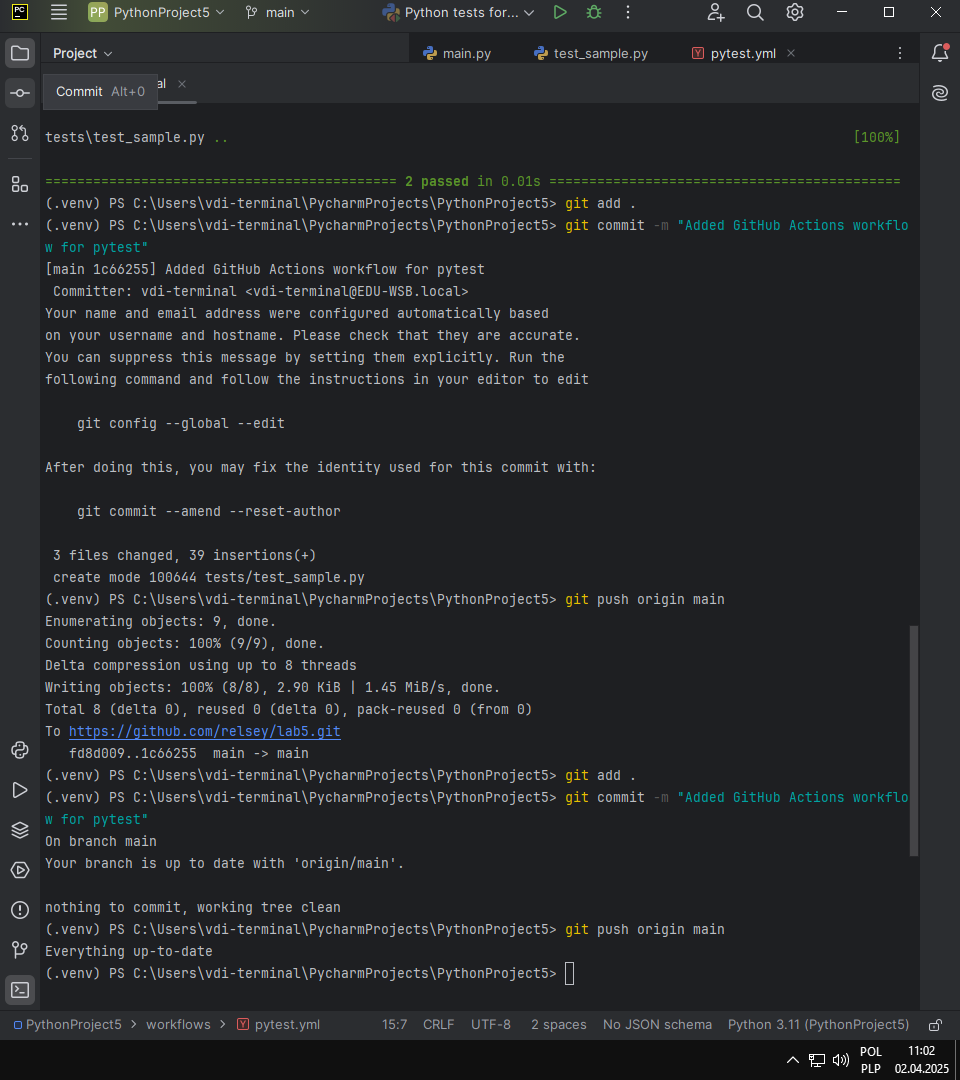 PC
PP PythonProject5 main Python tests for...
Project main.py test_sample.py pytest.yml
Commit Alt+0 al
tests\test_sample.py .. [100%]
============================================ 2 passed in 0.01s ============================================
(.venv) PS C:\Users\vdi-terminal\PycharmProjects\PythonProject5> git add .
(.venv) PS C:\Users\vdi-terminal\PycharmProjects\PythonProject5> git commit -m "Added GitHub Actions workflo
w for pytest"
[main 1c66255] Added GitHub Actions workflow for pytest
Committer: vdi-terminal <vdi-terminal@EDU-WSB.local>
Your name and email address were configured automatically based
on your username and hostname. Please check that they are accurate.
You can suppress this message by setting them explicitly. Run the
following command and follow the instructions in your editor to edit
git config --global --edit
After doing this, you may fix the identity used for this commit with:
git commit --amend --reset-author
3 files changed, 39 insertions(+)
create mode 100644 tests/test_sample.py
(.venv) PS C:\Users\vdi-terminal\PycharmProjects\PythonProject5> git push origin main
Enumerating objects: 9, done.
Counting objects: 100% (9/9), done.
Delta compression using up to 8 threads
Writing objects: 100% (8/8), 2.90 KiB | 1.45 MiB/s, done.
Total 8 (delta 0), reused 0 (delta 0), pack-reused 0 (from 0)
To https://github.com/relsey/lab5.git
fd8d009..1c66255 main -> main
(.venv) PS C:\Users\vdi-terminal\PycharmProjects\PythonProject5> git add .
(.venv) PS C:\Users\vdi-terminal\PycharmProjects\PythonProject5> git commit -m "Added GitHub Actions workflo
w for pytest"
On branch main
Your branch is up to date with 'origin/main'.
nothing to commit, working tree clean
(.venv) PS C:\Users\vdi-terminal\PycharmProjects\PythonProject5> git push origin main
Everything up-to-date
(.venv) PS C:\Users\vdi-terminal\PycharmProjects\PythonProject5>
PythonProject5 > workflows > pytest.yml 15:7 CRLF UTF-8 2 spaces No JSON schema Python 3.11 (PythonProject5)
POL 11:02
PLP 02.04.2025